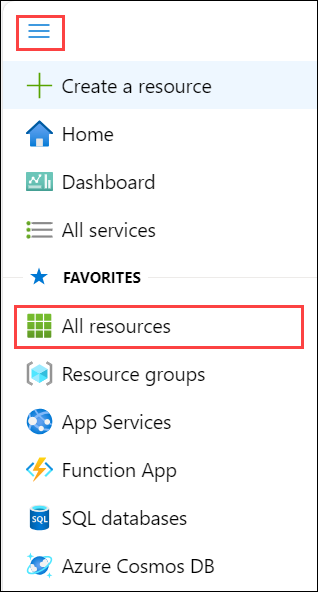 Create a resource
Home
Dashboard
All services
FAVORITES
All resources
Resource groups
App Services
Function App
SQL
SQL databases
Azure Cosmos DB